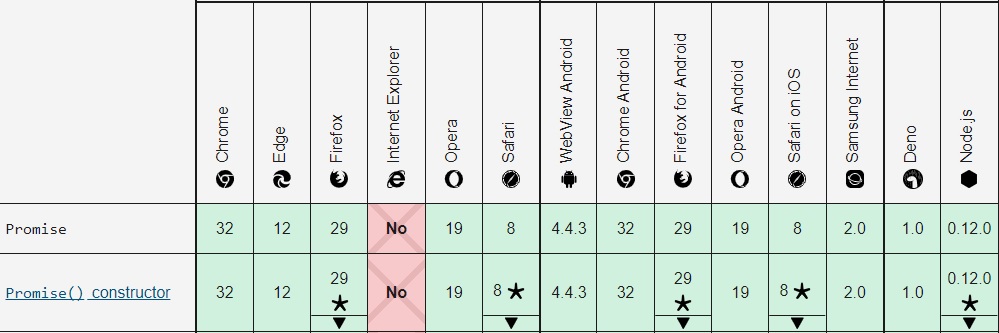 Chrome
Edge
Firefox
Internet Explorer
Opera
Safari
WebView Android
Chrome Android
Firefox for Android
Opera Android
Safari on iOS
Samsung Internet
Deno
Node.js
Promise 32 12 29 No 19 8 4.4.3 32 29 19 8 2.0 1.0 0.12.0
Promise() constructor 32 12 29 No 19 8 4.4.3 32 29 19 8 2.0 1.0 0.12.0